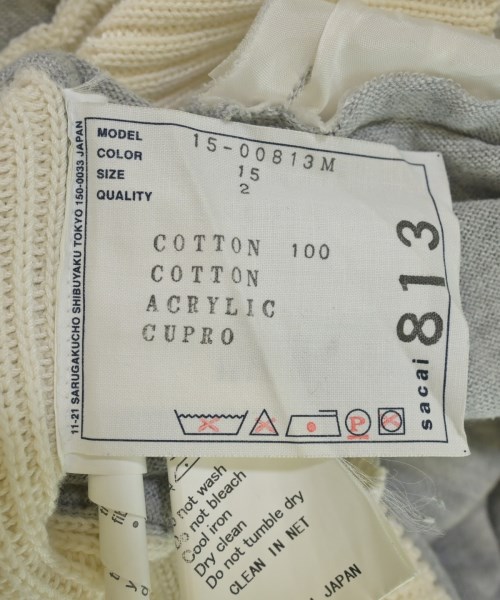 MODEL 15-00813M
COLOR 15
SIZE 2
QUALITY
COTTON 100
COTTON
ACRYLIC
CUPRO
11-21 SARUGAKUCHO SHIBUYAKU TOKYO 150-0033 JAPAN
sacai 813
P
not wash
Do not bleach
Cool iron
Dry clean
Do not tumble dry
CLEAN IN NET
JAPAN